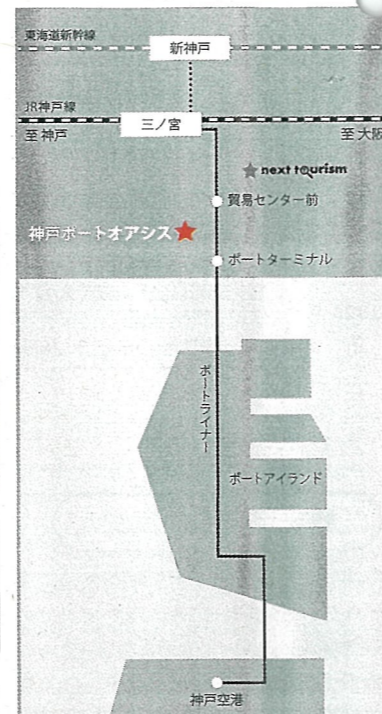 東海道新幹線
新神戸
JR神戸線
三ノ宮
至 神戸
至 大阪
next tourism
貿易センター前
神戸ポートオアシス
ポートターミナル
ポートライナー
ポートアイランド
神戸空港